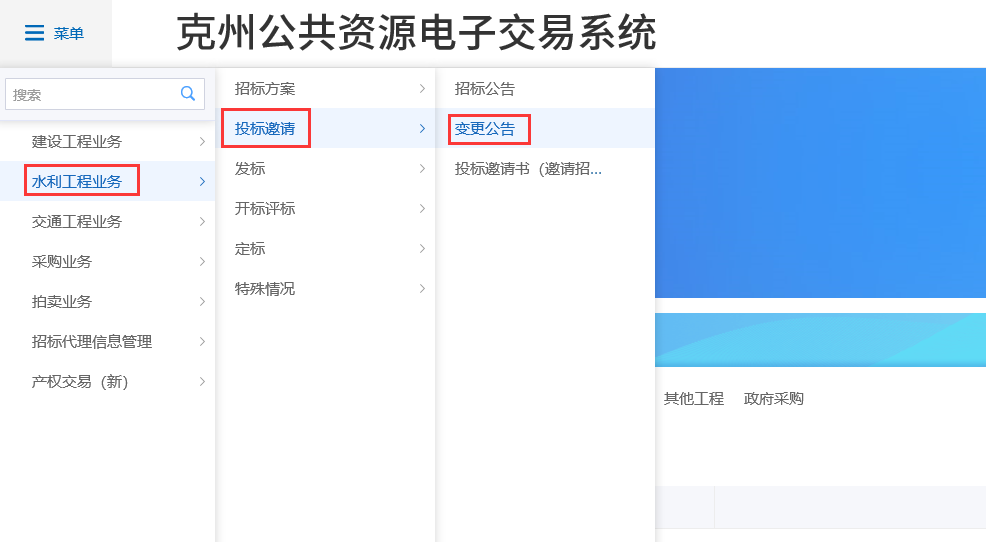 菜单
克州公共资源电子交易系统
搜索
建设工程业务
水利工程业务
交通工程业务
采购业务
拍卖业务
招标代理信息管理
产权交易（新）
招标方案
投标邀请
发标
开标评标
定标
特殊情况
招标公告
变更公告
投标邀请书（邀请招...
其他工程
政府采购